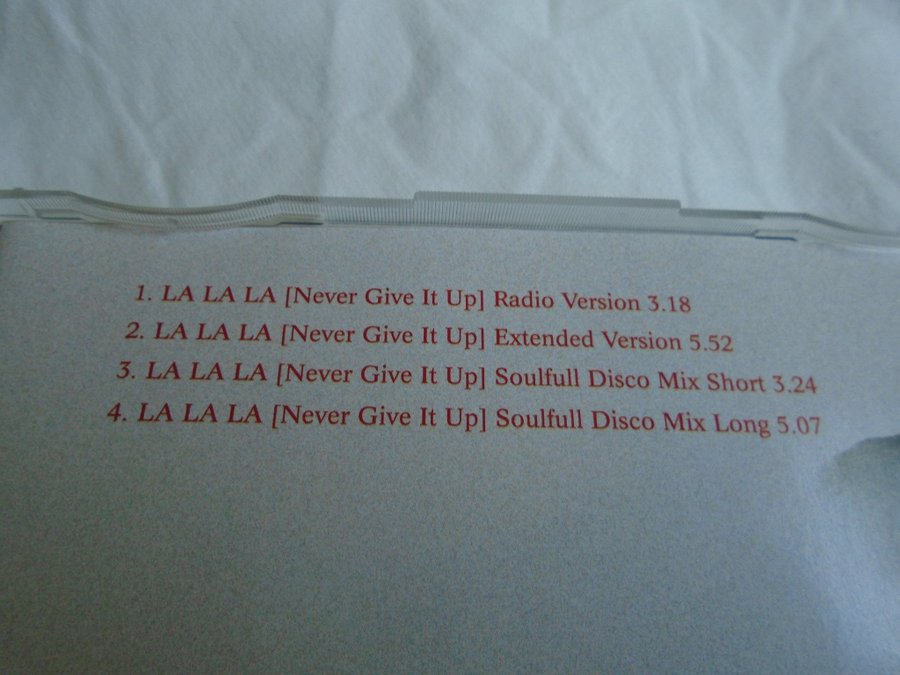 1. LA LA LA [Never Give It Up] Radio Version 3.18
2. LA LA LA [Never Give It Up] Extended Version 5.52
3. LA LA LA [Never Give It Up] Soulfull Disco Mix Short 3.24
4. LA LA LA [Never Give It Up] Soulfull Disco Mix Long 5.07